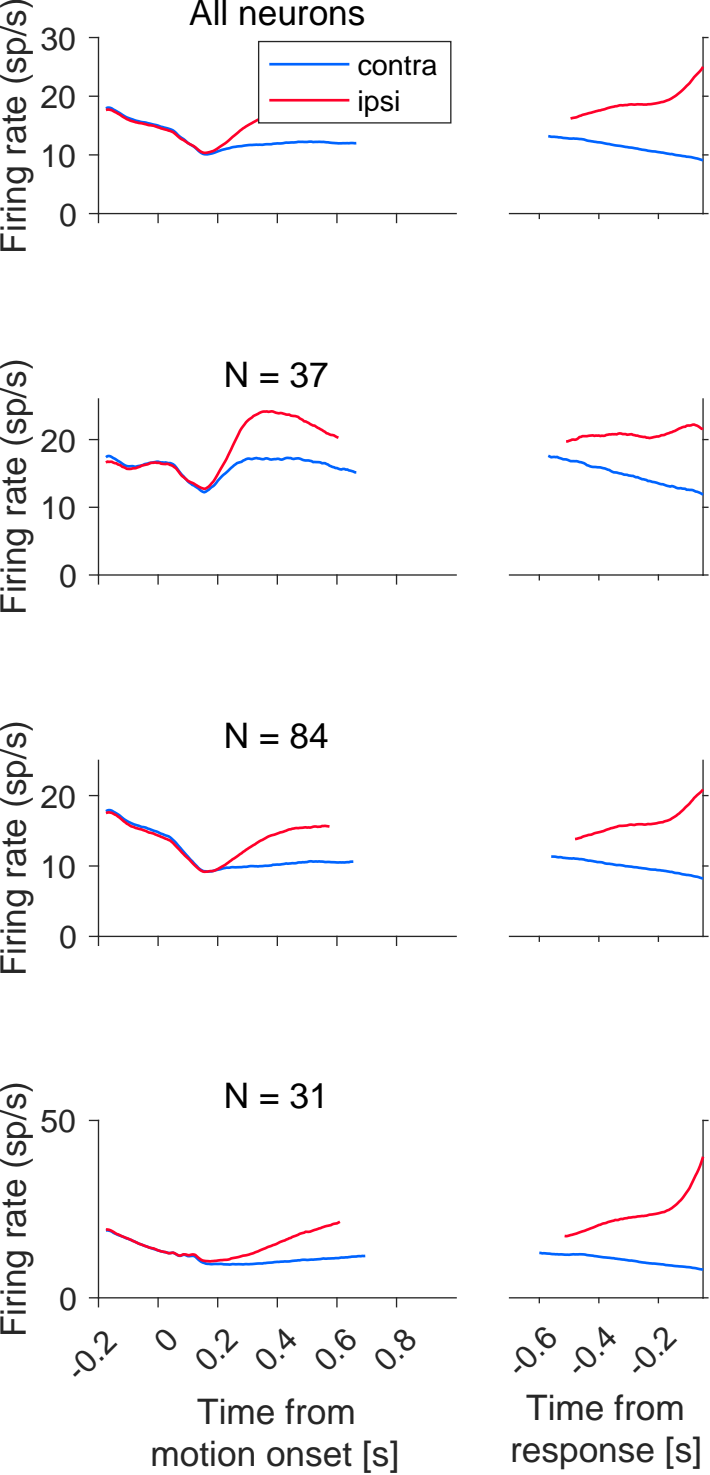 All neurons
Firing rate (sp/s)
30
20
10
0
contra
ipsi
N = 37
Firing rate (sp/s)
20
10
0
N = 84
Firing rate (sp/s)
20
10
0
N = 31
Firing rate (sp/s)
50
0
-0.2 0 0.2 0.4 0.6 0.8
-0.6 -0.4 -0.2
Time from
motion onset [s]
Time from
response [s]